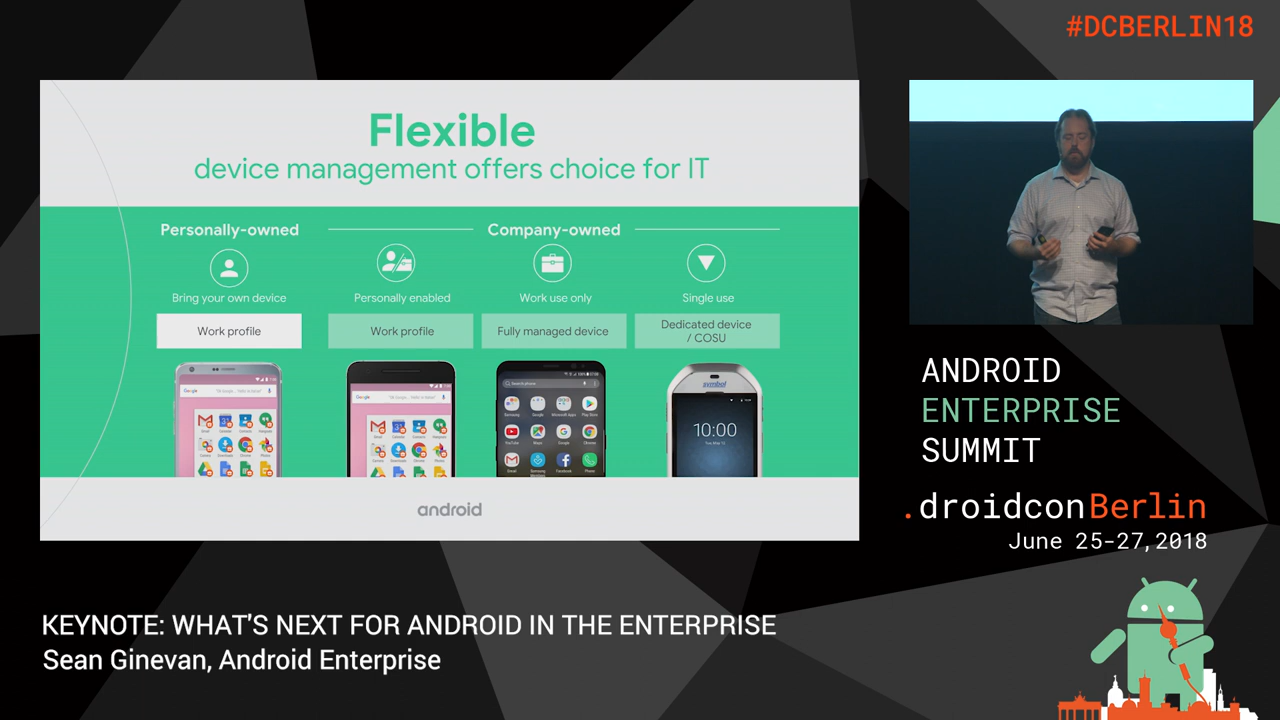 #DCBERLIN18
Flexible
device management offers choice for IT
Personally-owned
Company-owned
Bring your own device
Personally enabled
Work use only
Single use
Work profile
Work profile
Fully managed device
Dedicated device
/ COSU
symbol
10:00
android
ANDROID
ENTERPRISE
SUMMIT
.droidconBerlin
June 25-27, 2018
KEYNOTE: WHAT'S NEXT FOR ANDROID IN THE ENTERPRISE
Sean Ginevan, Android Enterprise